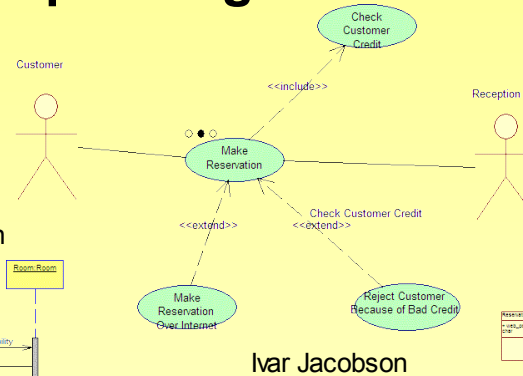 Check
Customer
Credit
Customer
<<include>>
Reception
Make
Reservation
Check Customer Credit
<<extend>>
<<extend>>
Room:Room
Make
Reservation
Over Internet
Reject Customer
Because of Bad Credit
Ivar Jacobson